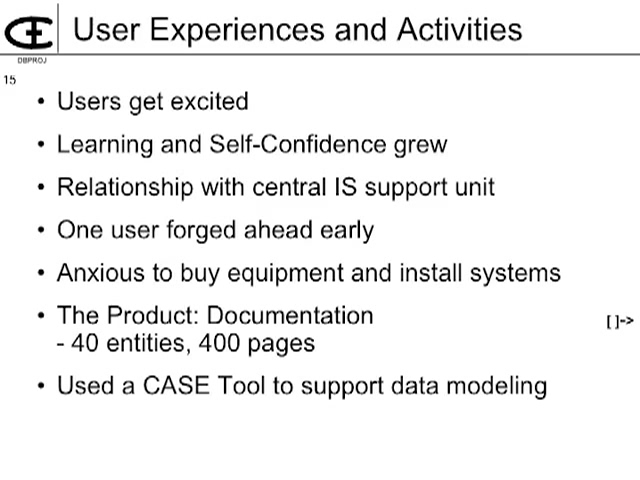 User Experiences and Activities
DBPROJ
15
• Users get excited
• Learning and Self-Confidence grew
• Relationship with central IS support unit
• One user forged ahead early
• Anxious to buy equipment and install systems
• The Product: Documentation
- 40 entities, 400 pages
[ ]->
• Used a CASE Tool to support data modeling